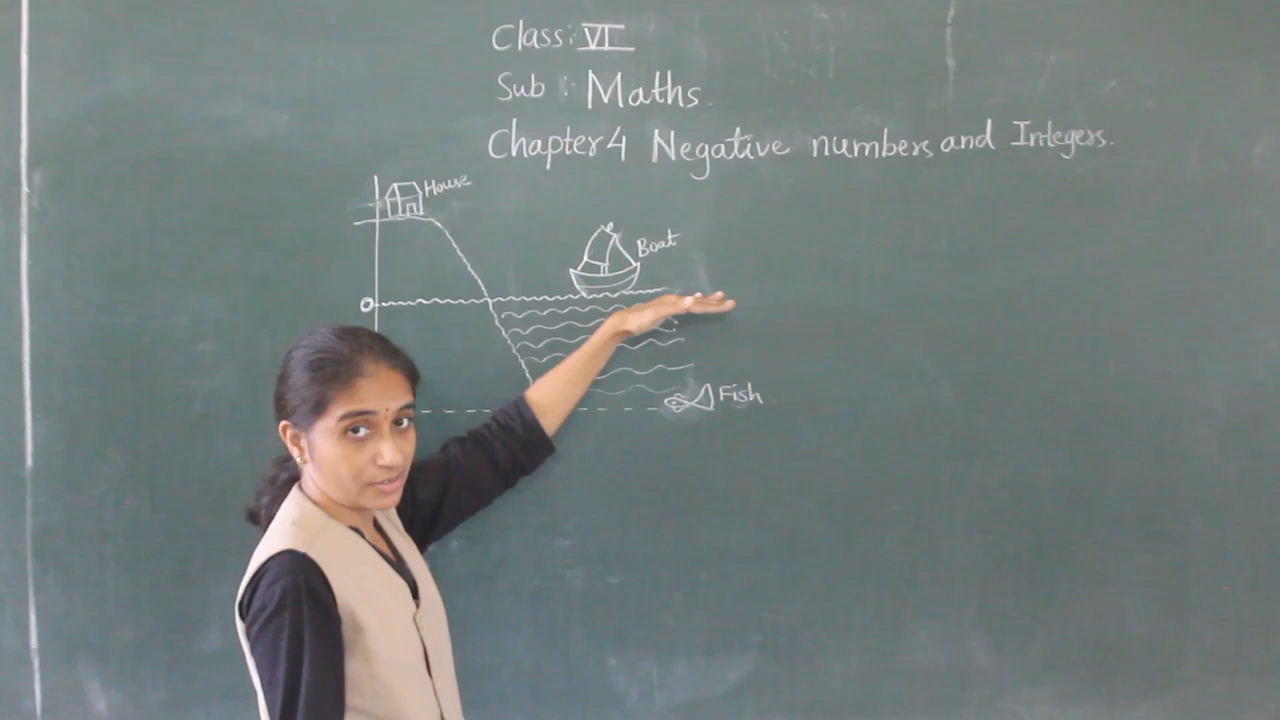 Class: VI
Sub : Maths.
Chapter 4 Negative numbers and Integers.
House
Boat
0
Fish